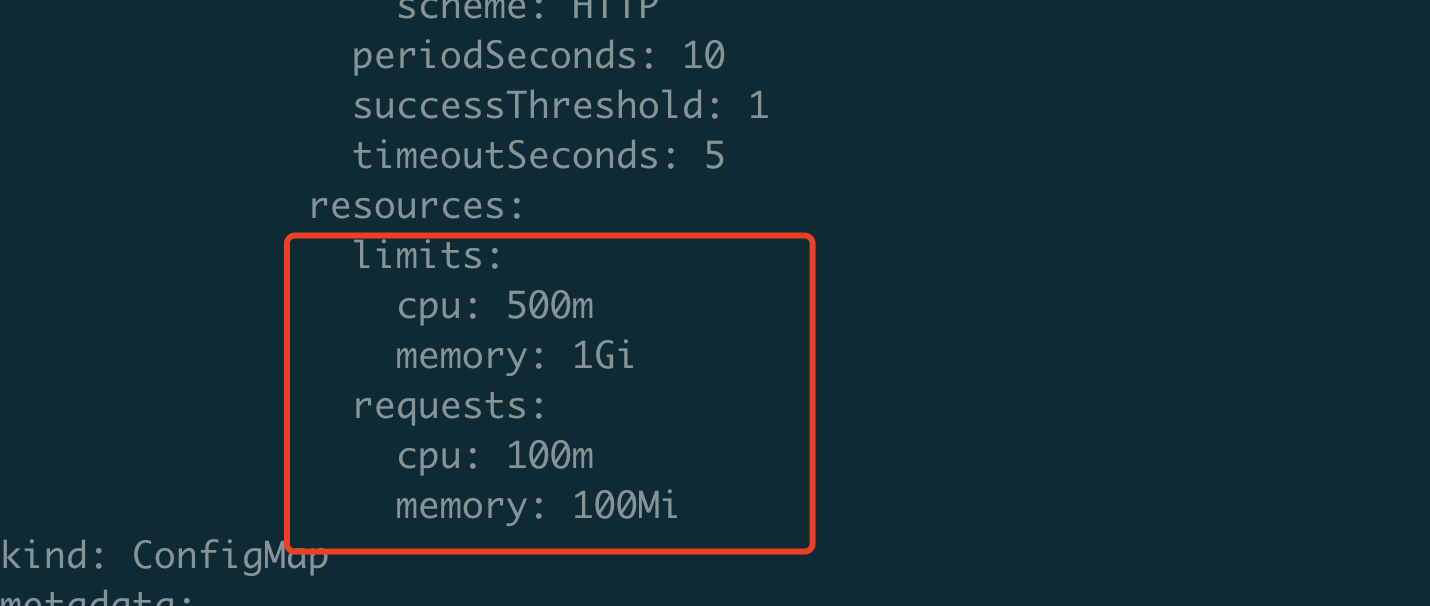 scheme: HTTP
periodSeconds: 10
successThreshold: 1
timeoutSeconds: 5
resources:
limits:
cpu: 500m
memory: 1Gi
requests:
cpu: 100m
memory: 100Mi
kind: ConfigMap
metadata: